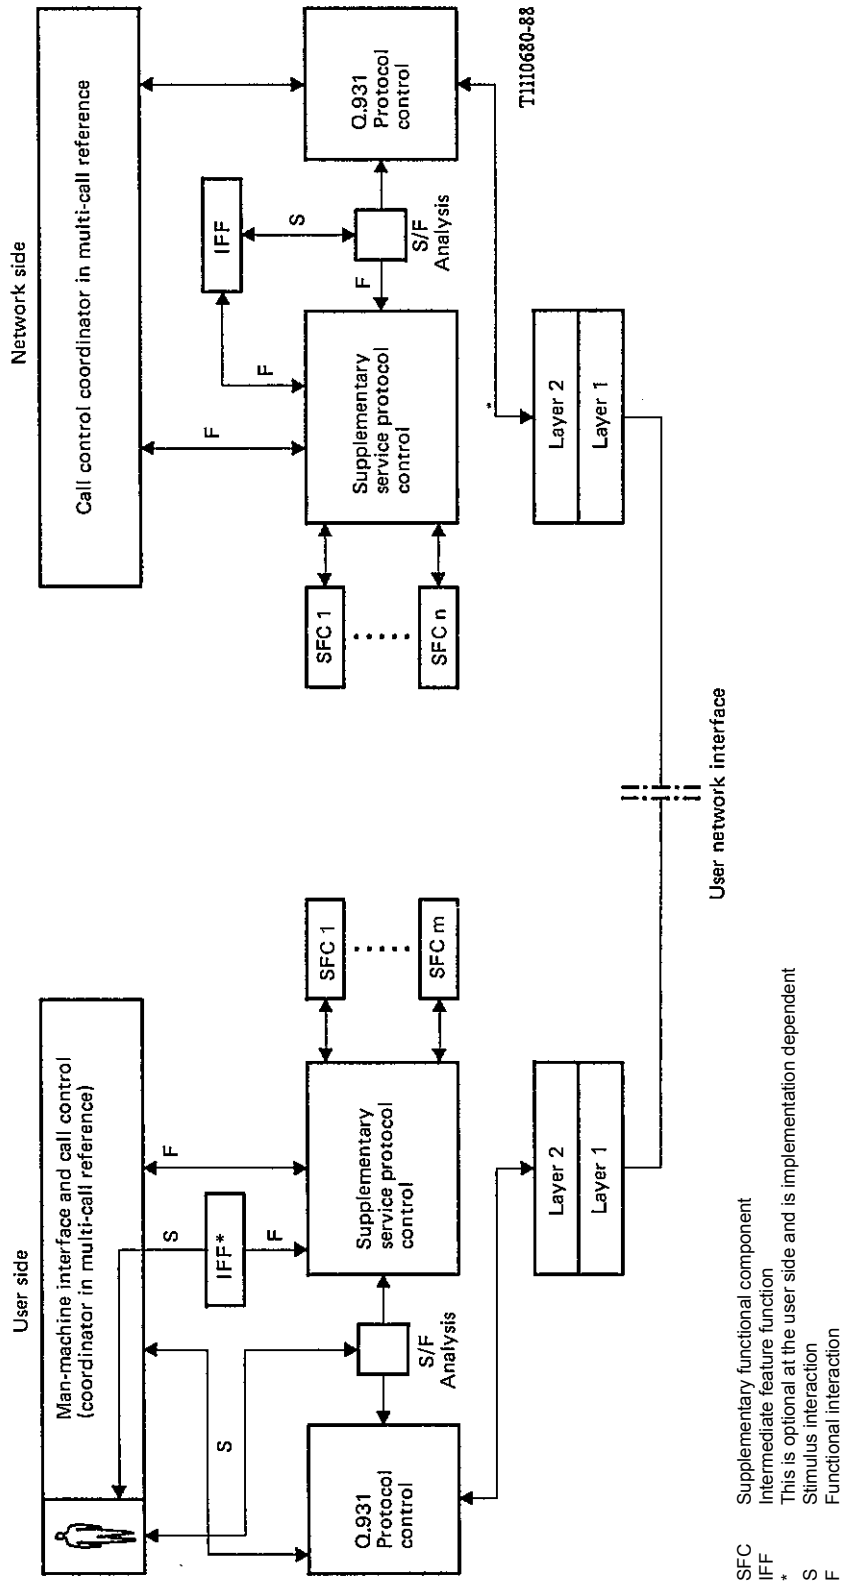 User side
Network side
Man-machine interface and call control
(coordinator in multi-call reference)
Call control coordinator in multi-call reference
S
F
S
IFF*
F
Q.931
Protocol
control
S/F
Analysis
Supplementary
service protocol
control
SFC 1
.....
SFC m
SFC 1
.....
SFC n
F
F
IFF
S
F
Supplementary
service protocol
control
S/F
Analysis
Q.931
Protocol
control
Layer 2
Layer 1
*
Layer 2
Layer 1
User network interface
T1110680-88
SFC Supplementary functional component
IFF Intermediate feature function
* This is optional at the user side and is implementation dependent
S Stimulus interaction
F Functional interaction